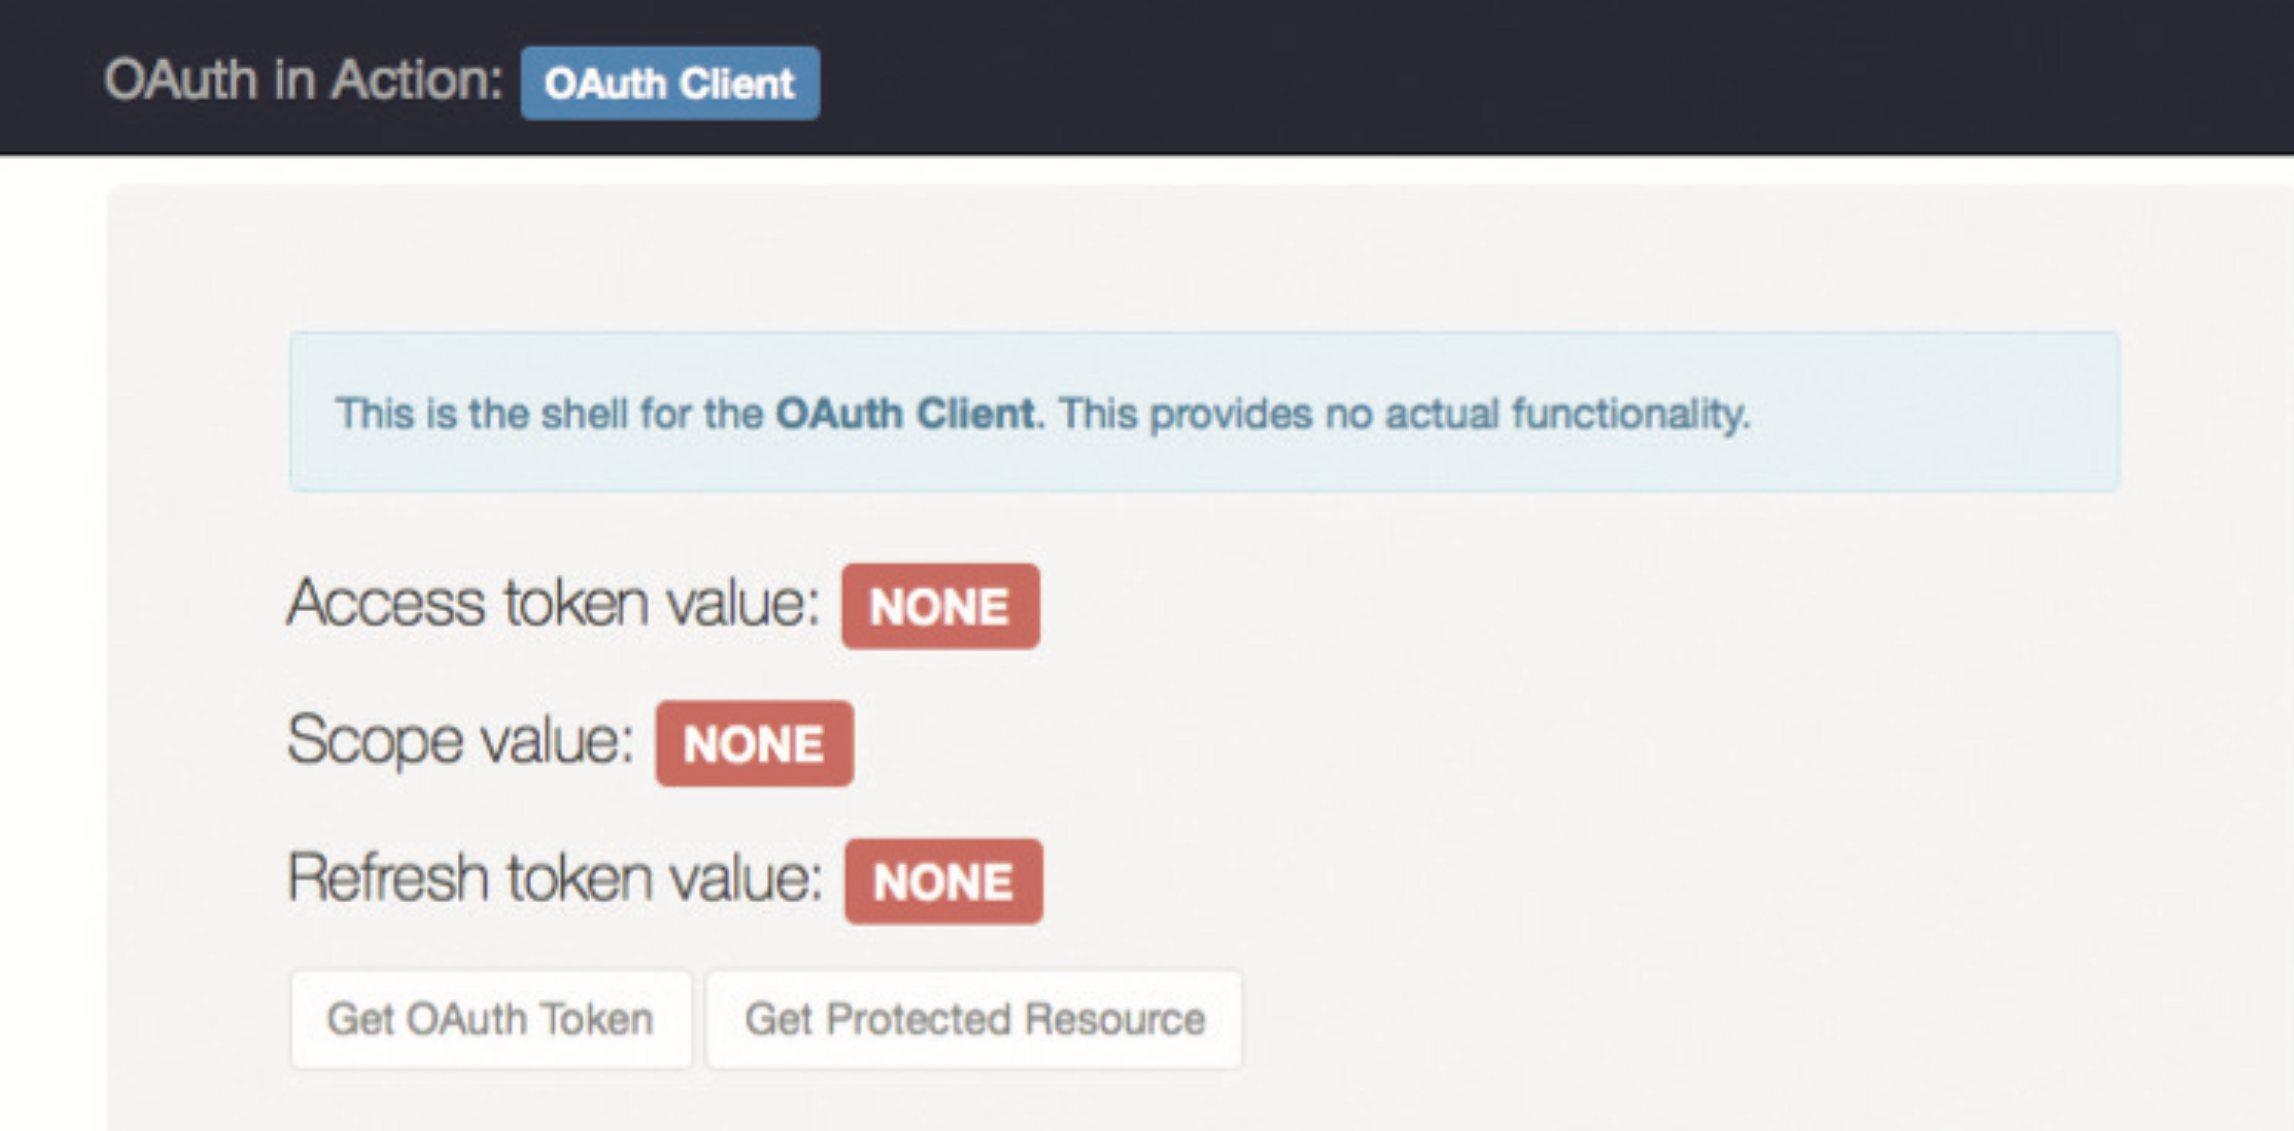 OAuth in Action: OAuth Client
This is the shell for the OAuth Client. This provides no actual functionality.
Access token value: NONE
Scope value: NONE
Refresh token value: NONE
Get OAuth Token Get Protected Resource